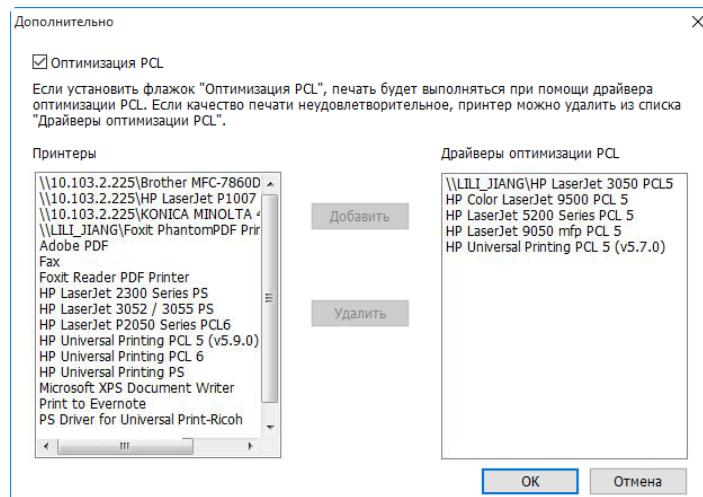 Дополнительно
Оптимизация PCL
Если установить флажок "Оптимизация PCL", печать будет выполняться при помощи драйвера
оптимизации PCL. Если качество печати неудовлетворительное, принтер можно удалить из списка
"Драйверы оптимизации PCL".
Принтеры
\\10.103.2.225\Brother MFC-7860D
\\10.103.2.225\HP LaserJet P1007
\\10.103.2.225\KONICA MINOLTA
\\LILI_JIANG\Foxit PhantomPDF Prin
Adobe PDF
Fax
Foxit Reader PDF Printer
HP LaserJet 2300 Series PS
HP LaserJet 3052 / 3055 PS
HP LaserJet P2050 Series PCL6
HP Universal Printing PCL 5 (v5.9.0)
HP Universal Printing PCL 6
HP Universal Printing PS
Microsoft XPS Document Writer
Print to Evernote
PS Driver for Universal Print-Ricoh
Добавить
Удалить
Драйверы оптимизации PCL
\\LILI_JIANG\HP LaserJet 3050 PCL5
HP Color LaserJet 9500 PCL 5
HP LaserJet 5200 Series PCL 5
HP LaserJet 9050 mfp PCL 5
HP Universal Printing PCL 5 (v5.7.0)
OK
Отмена